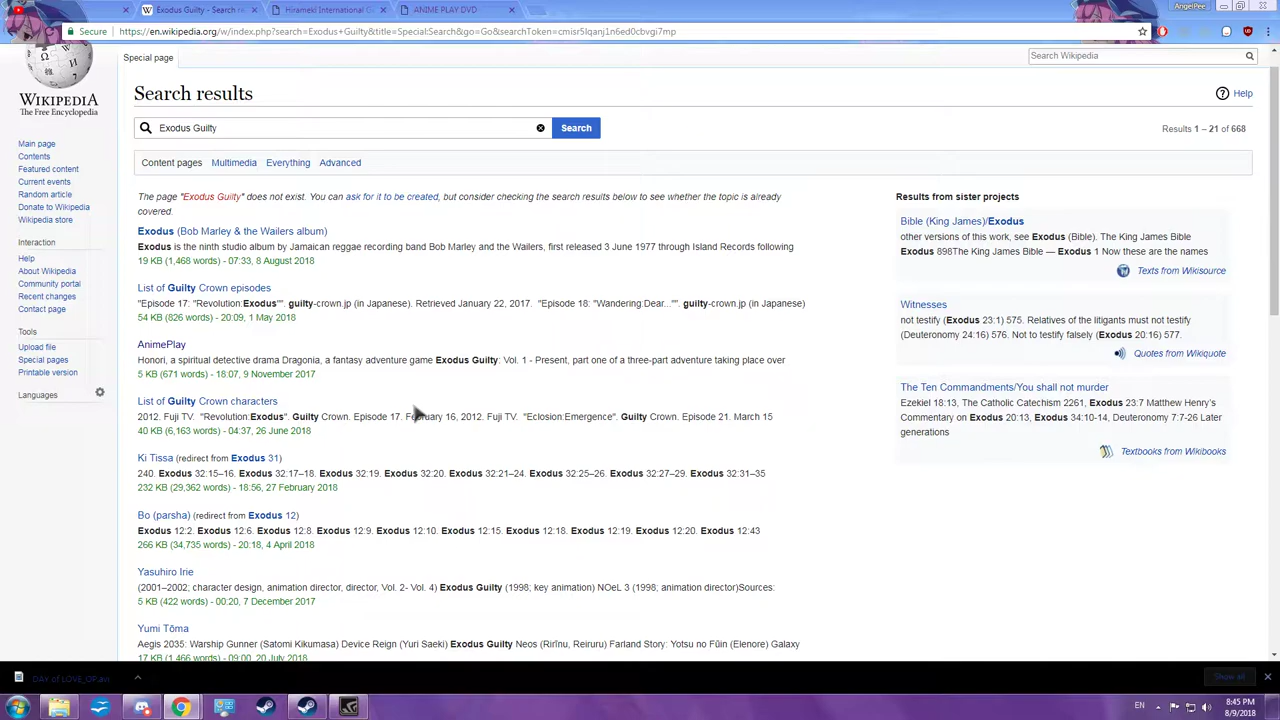 Exodus Guilty - Search re
Hirameki International G
ANIME PLAY DVD
AngelPee
Secure
https://en.wikipedia.org/w/index.php?search=Exodus+Guilty&title=Special:Search&go=Go&searchToken=cmisr5lqanj1n6ed0cbvgi7mp
WIKIPEDIA
The Free Encyclopedia
Main page
Contents
Featured content
Current events
Random article
Donate to Wikipedia
Wikipedia store
Interaction
Help
About Wikipedia
Community portal
Recent changes
Contact page
Tools
Upload file
Special pages
Printable version
Languages
Special page
Search Wikipedia
Search results
Help
Exodus Guilty
Search
Results 1 – 21 of 668
Content pages Multimedia Everything Advanced
The page "Exodus Guilty" does not exist. You can ask for it to be created, but consider checking the search results below to see whether the topic is already
covered.
Exodus (Bob Marley & the Wailers album)
Exodus is the ninth studio album by Jamaican reggae recording band Bob Marley and the Wailers, first released 3 June 1977 through Island Records following
19 KB (1,468 words) - 07:33, 8 August 2018
List of Guilty Crown episodes
"Episode 17: "Revolution:Exodus"". guilty-crown.jp (in Japanese). Retrieved January 22, 2017. "Episode 18: "Wandering:Dear..."". guilty-crown.jp (in Japanese)
54 KB (826 words) - 20:09, 1 May 2018
AnimePlay
Honori, a spiritual detective drama Dragonia, a fantasy adventure game Exodus Guilty: Vol. 1 - Present, part one of a three-part adventure taking place over
5 KB (671 words) - 18:07, 9 November 2017
List of Guilty Crown characters
2012. Fuji TV. "Revolution:Exodus". Guilty Crown. Episode 17. February 16, 2012. Fuji TV. "Eclosion:Emergence". Guilty Crown. Episode 21. March 15
40 KB (6,163 words) - 04:37, 26 June 2018
Ki Tissa (redirect from Exodus 31)
240. Exodus 32:15–16. Exodus 32:17–18. Exodus 32:19. Exodus 32:20. Exodus 32:21–24. Exodus 32:25–26. Exodus 32:27–29. Exodus 32:31–35
232 KB (29,362 words) - 18:56, 27 February 2018
Bo (parsha) (redirect from Exodus 12)
Exodus 12:2. Exodus 12:6. Exodus 12:8. Exodus 12:9. Exodus 12:10. Exodus 12:15. Exodus 12:18. Exodus 12:19. Exodus 12:20. Exodus 12:43
266 KB (34,735 words) - 20:18, 4 April 2018
Yasuhiro Irie
(2001–2002; character design, animation director, director, Vol. 2- Vol. 4) Exodus Guilty (1998; key animation) NOeL 3 (1998; animation director)Sources:
5 KB (422 words) - 00:20, 7 December 2017
Yumi Tōma
Aegis 2035: Warship Gunner (Satomi Kikumasa) Device Reign (Yuri Saeki) Exodus Guilty Neos (Ririnu, Reiruru) Farland Story: Yotsu no Fūin (Elenore) Galaxy
17 KB (1,466 words) - 09:00, 20 July 2018
Results from sister projects
Bible (King James)/Exodus
other versions of this work, see Exodus (Bible). The King James Bible
Exodus 898The King James Bible — Exodus 1 Now these are the names
Texts from Wikisource
Witnesses
not testify (Exodus 23:1) 575. Relatives of the litigants must not testify
(Deuteronomy 24:16) 576. Not to testify falsely (Exodus 20:16) 577.
Quotes from Wikiquote
The Ten Commandments/You shall not murder
Ezekiel 18:13, The Catholic Catechism 2261, Exodus 23:7 Matthew Henry's
Commentary on Exodus 20:13, Exodus 34:10-14, Deuteronomy 7:7-26 Later
generations
Textbooks from Wikibooks
DAY of LOVE_OP.avi
Show all
EN
8:45 PM
8/9/2018